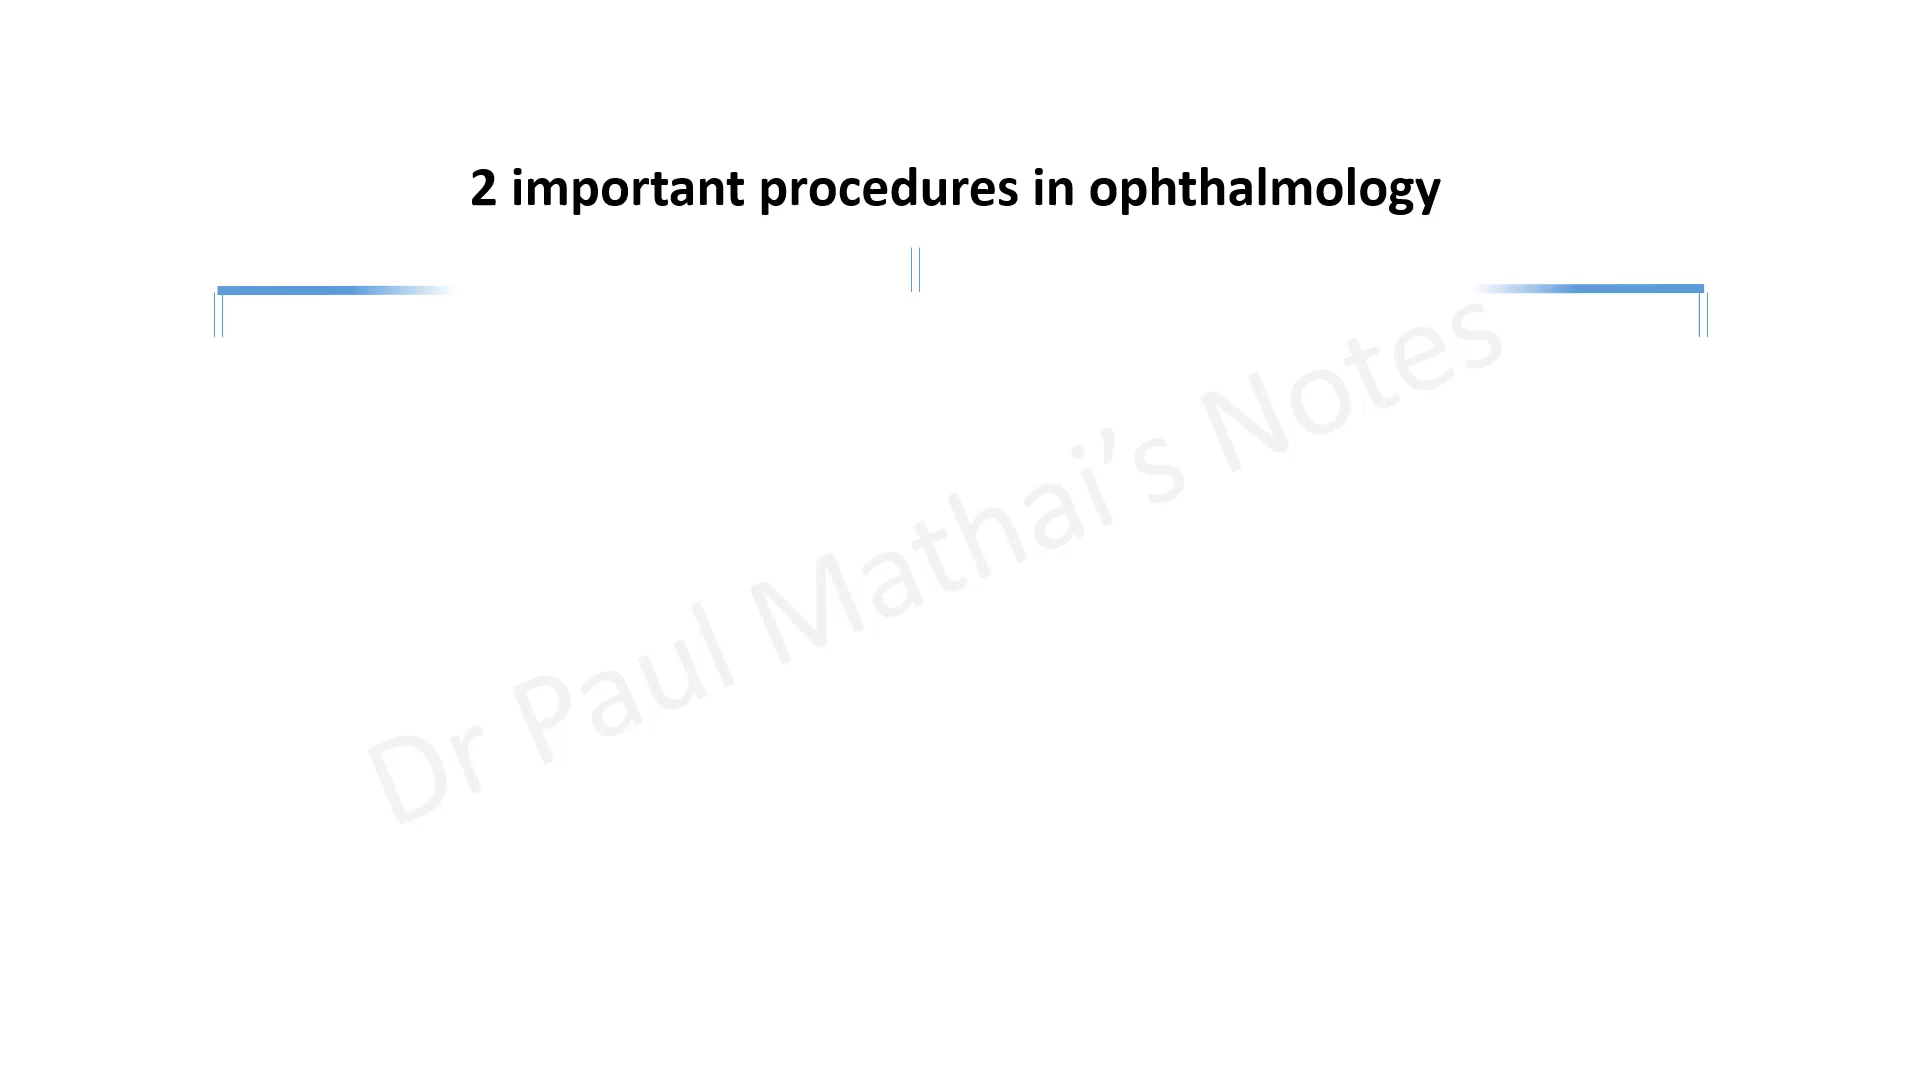 2 important procedures in ophthalmology
Dr Paul Mathai’s Notes